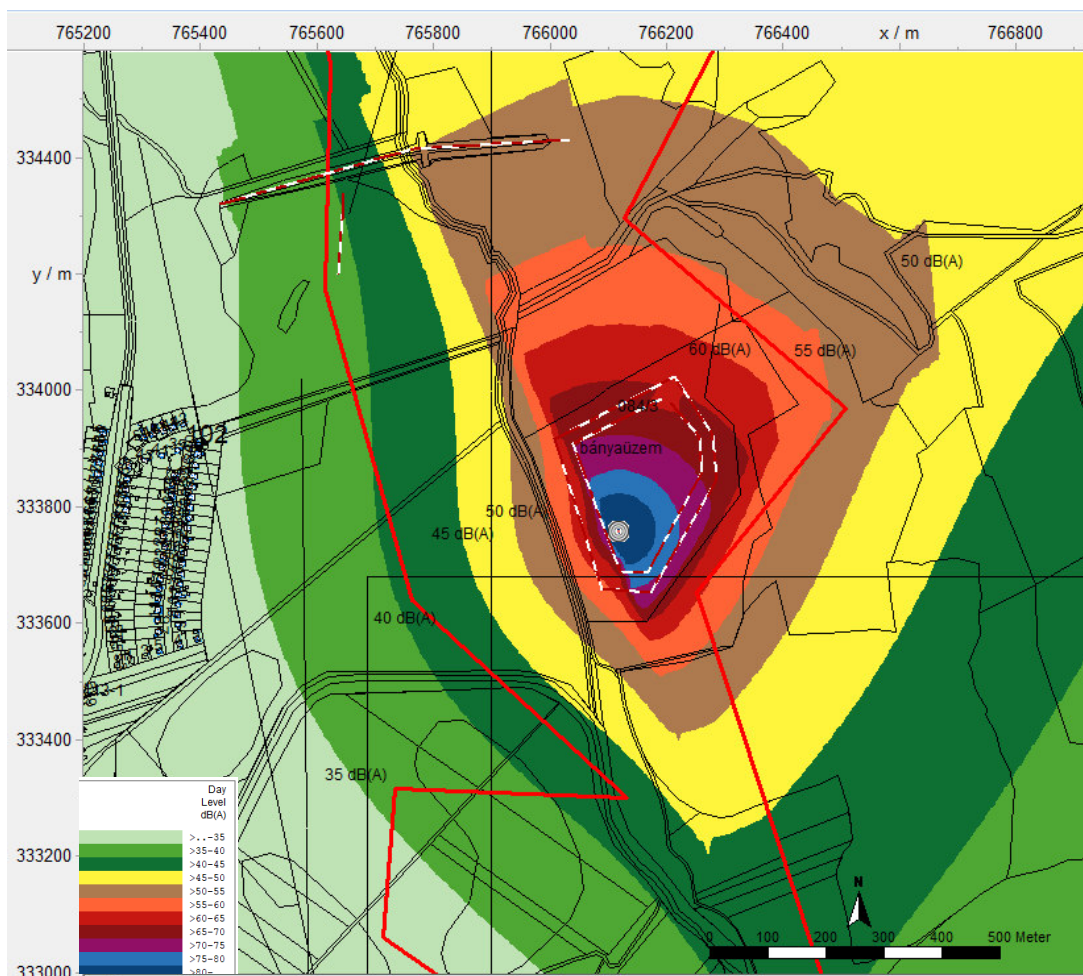 765200 765400 765600 765800 766000 766200 766400 x / m 766800
334400
y / m
334000
333800
333600
333400
333200
333000
50 dB(A)
60 dB(A) 55 dB(A)
984/3
bányaüzem
50 dB(A)
45 dB(A)
40 dB(A)
35 dB(A)
Day
Level
dB(A)
>..-35
>35-40
>40-45
>45-50
>50-55
>55-60
>60-65
>65-70
>70-75
>75-80
>80-
N
0 100 200 300 400 500 Meter